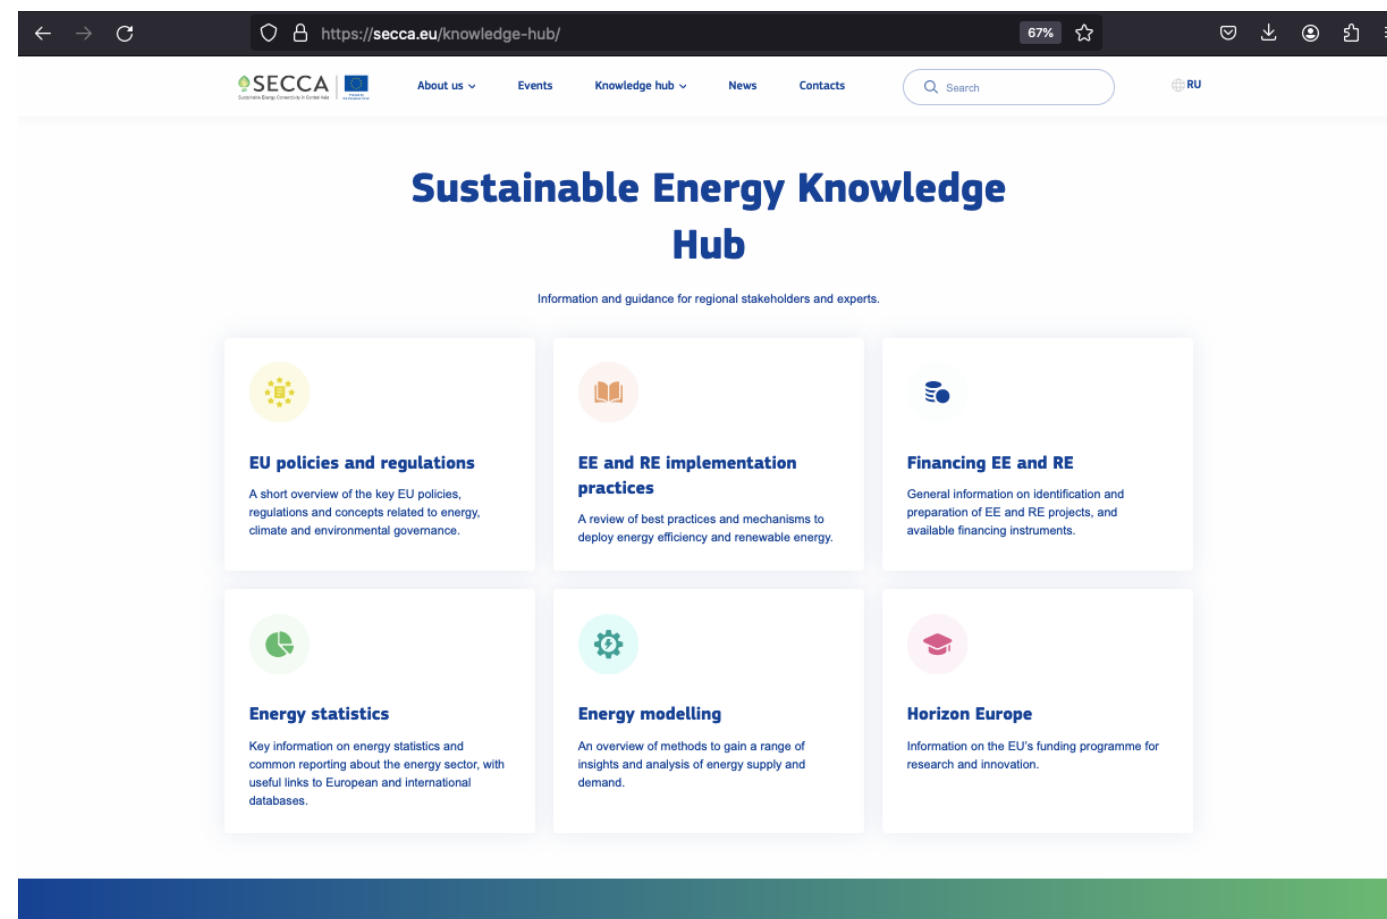 https://secca.eu/knowledge-hub/
67%
SECCA
Sustainable Energy Connectivity in Central Asia
About us
Events
Knowledge hub
News
Contacts
Search
RU
Sustainable Energy Knowledge
Hub
Information and guidance for regional stakeholders and experts.
EU policies and regulations
A short overview of the key EU policies,
regulations and concepts related to energy,
climate and environmental governance.
EE and RE implementation
practices
A review of best practices and mechanisms to
deploy energy efficiency and renewable energy.
Financing EE and RE
General information on identification and
preparation of EE and RE projects, and
available financing instruments.
Energy statistics
Key information on energy statistics and
common reporting about the energy sector, with
useful links to European and international
databases.
Energy modelling
An overview of methods to gain a range of
insights and analysis of energy supply and
demand.
Horizon Europe
Information on the EU's funding programme for
research and innovation.